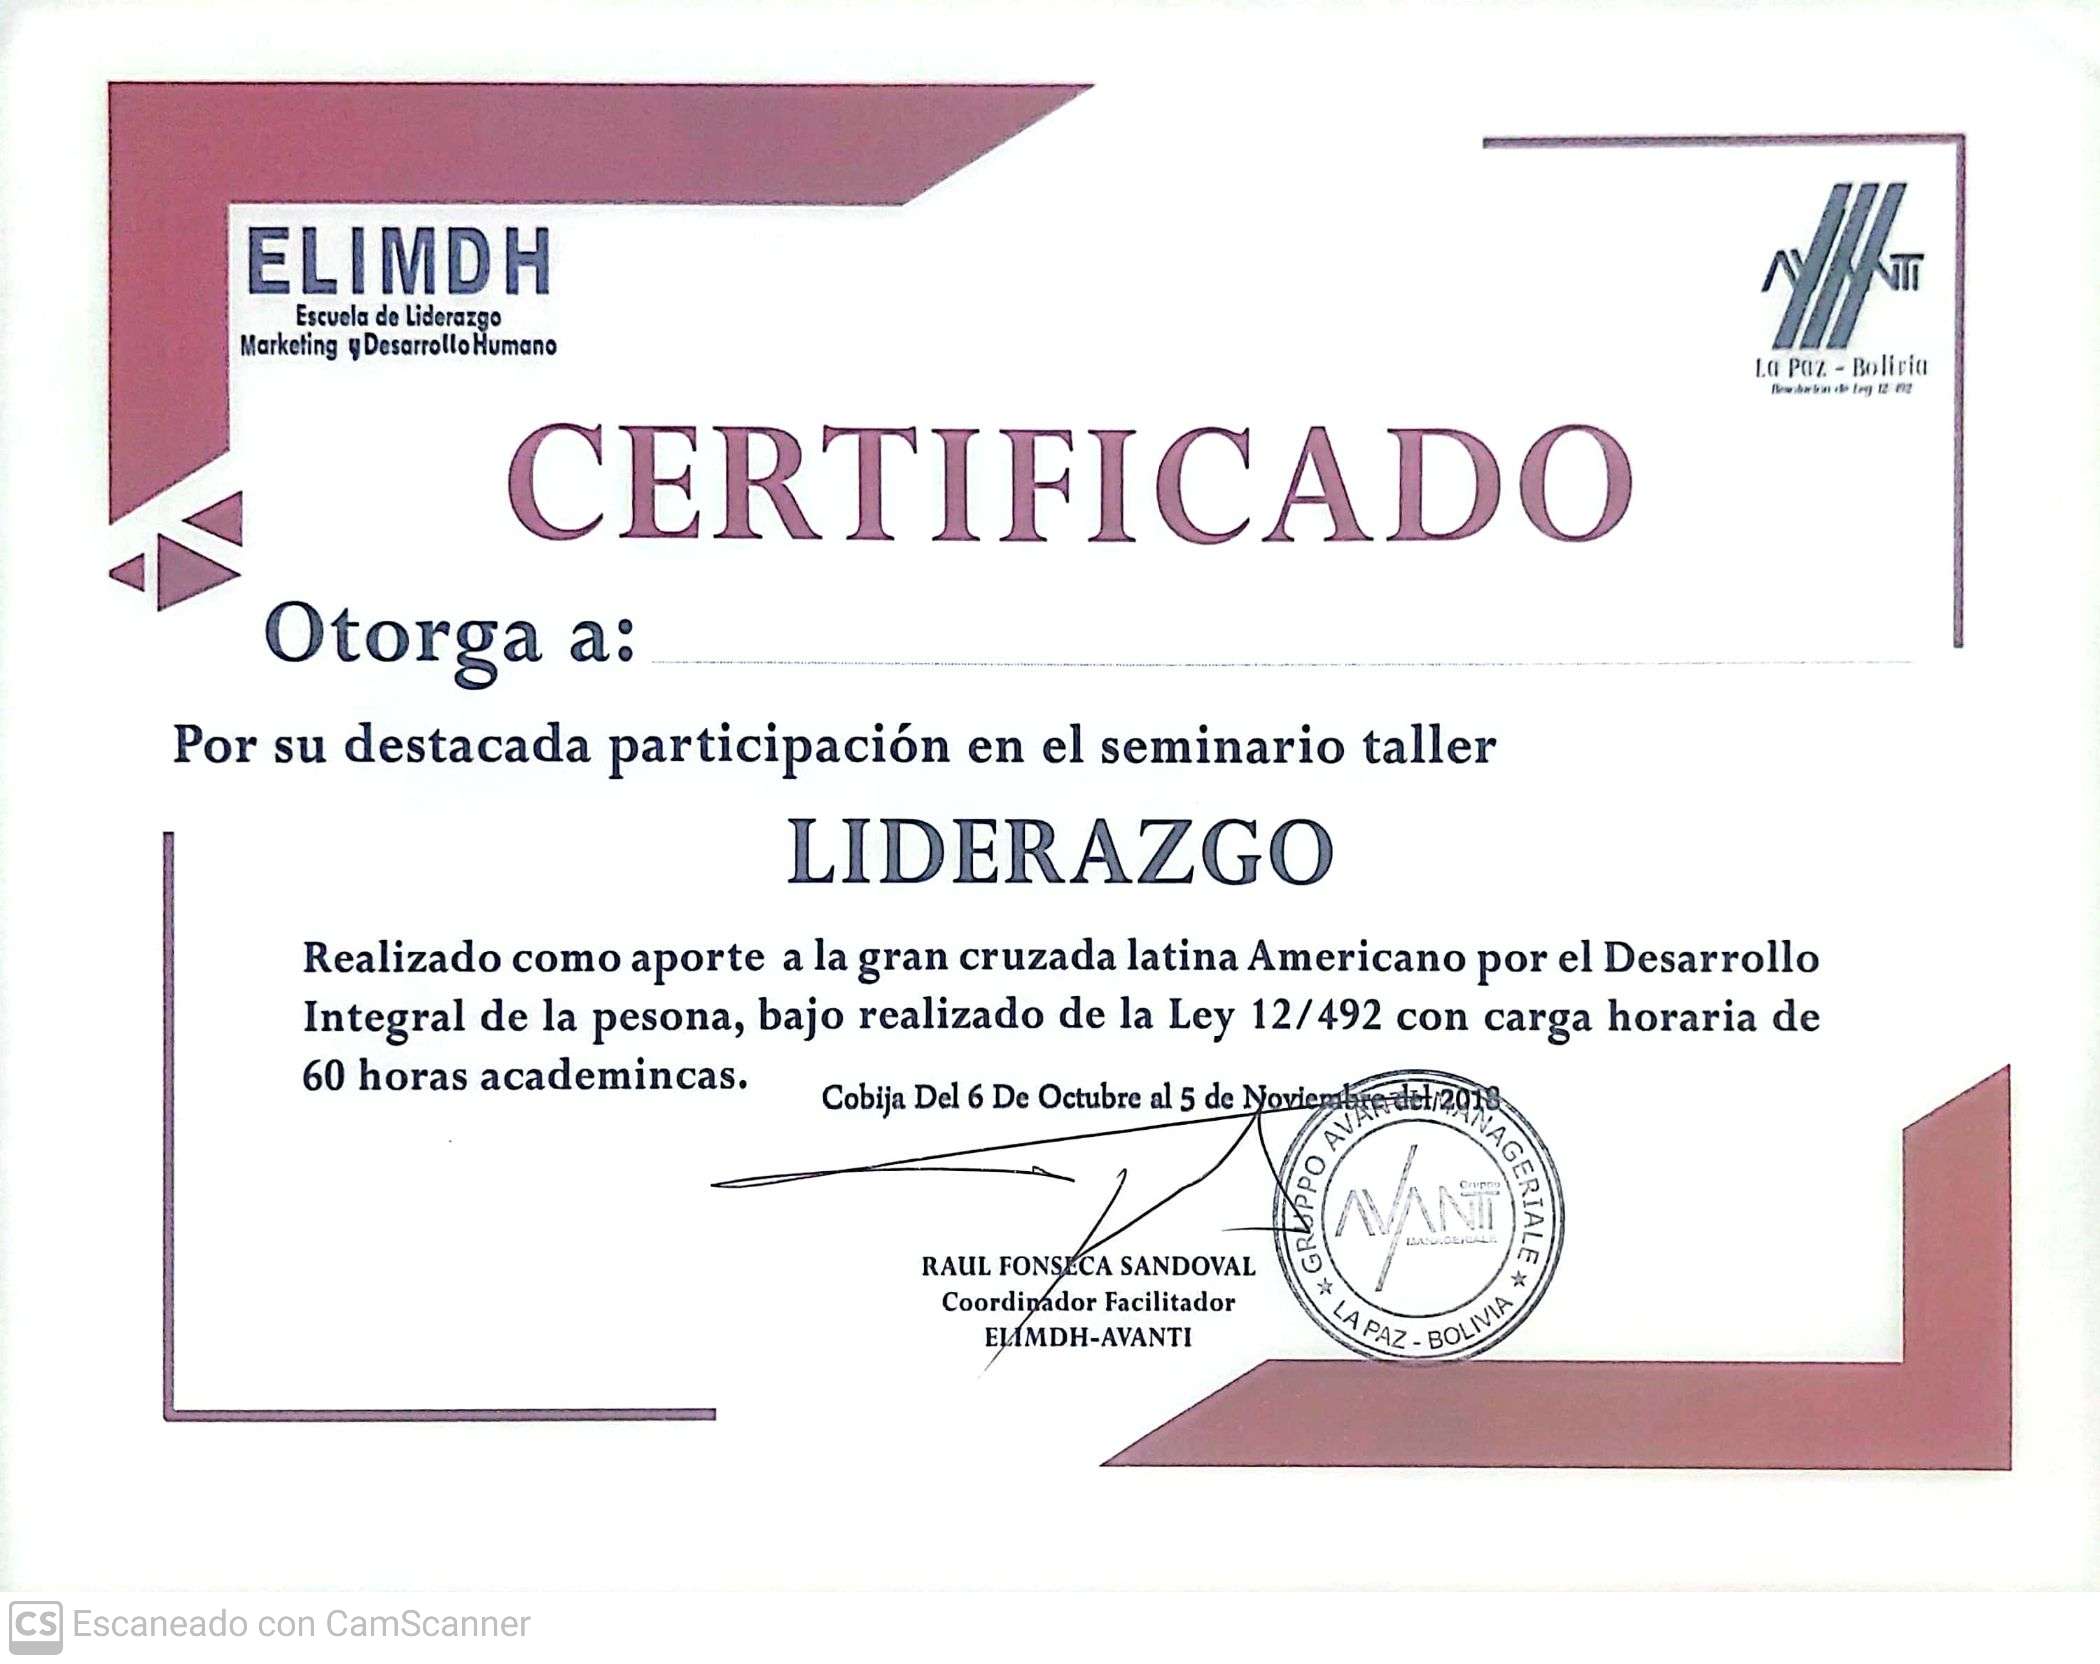 ELIMDH
Escuela de Liderazgo
Marketing y Desarrollo Humano
AVANTI
La Paz - Bolivia
Resolucion de Ley 12 492
CERTIFICADO
Otorga a:
Por su destacada participación en el seminario taller
LIDERAZGO
Realizado como aporte a la gran cruzada latina Americano por el Desarrollo
Integral de la pesona, bajo realizado de la Ley 12/492 con carga horaria de
60 horas academincas.
Cobija Del 6 De Octubre al 5 de Noviembre del 2018
RAUL FONSECA SANDOVAL
Coordinador Facilitador
ELIMDH-AVANTI
GRUPPO AVANTI MANAGERIALE
Gruppo
AVANTI
MANAGERIALE
LA PAZ - BOLIVIA
CS Escaneado con CamScanner